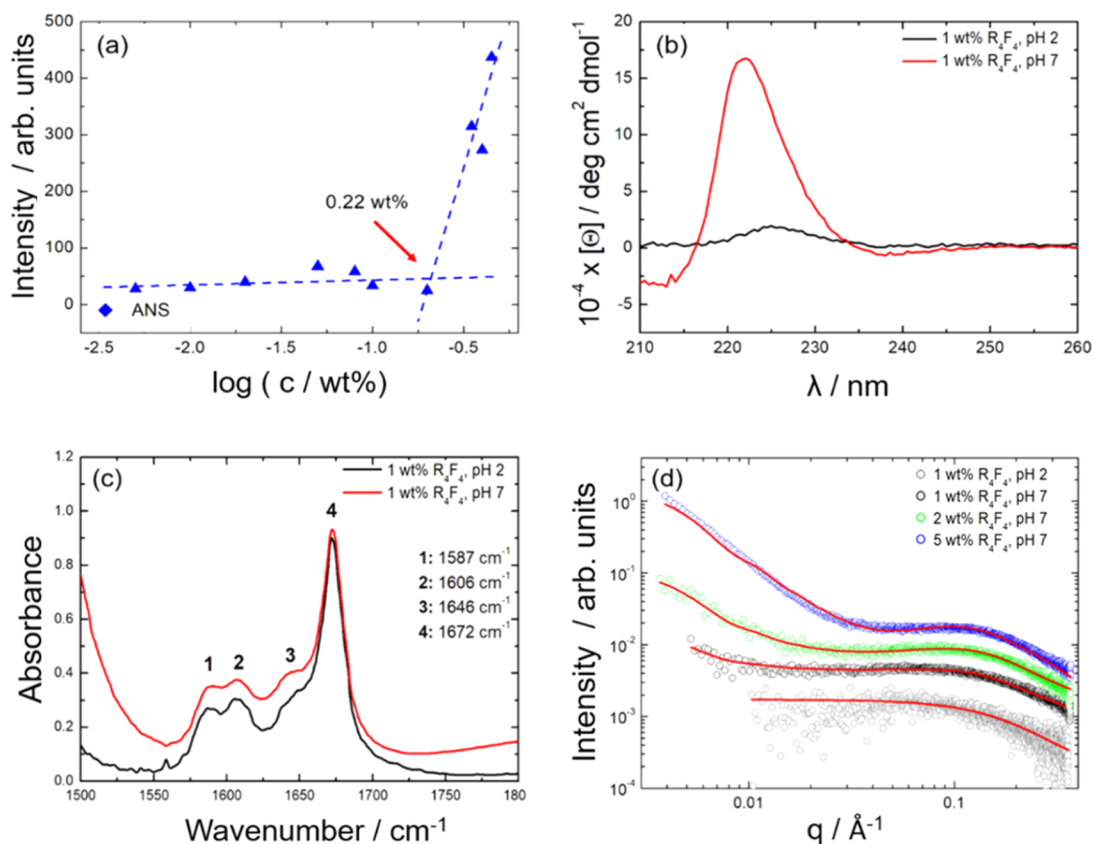 (a)
500
400
300
200
100
0
Intensity / arb. units
0.22 wt%
ANS
-2.5 -2.0 -1.5 -1.0 -0.5
log ( c / wt%)
(b)
1 wt% R₄F₄, pH 2
1 wt% R₄F₄, pH 7
20
15
10
5
0
-5
10⁻⁴ x [Θ] / deg cm² dmol⁻¹
210 220 230 240 250 260
λ / nm
(c)
1 wt% R₄F₄, pH 2
1 wt% R₄F₄, pH 7
1.2
1.0
0.8
0.6
0.4
0.2
0.0
Absorbance
1 2 3 4
1: 1587 cm⁻¹
2: 1606 cm⁻¹
3: 1646 cm⁻¹
4: 1672 cm⁻¹
1500 1550 1600 1650 1700 1750 180
Wavenumber / cm⁻¹
(d)
1 wt% R₄F₄, pH 2
1 wt% R₄F₄, pH 7
2 wt% R₄F₄, pH 7
5 wt% R₄F₄, pH 7
10⁰
10⁻¹
10⁻²
10⁻³
10⁻⁴
Intensity / arb. units
0.01 0.1
q / Å⁻¹